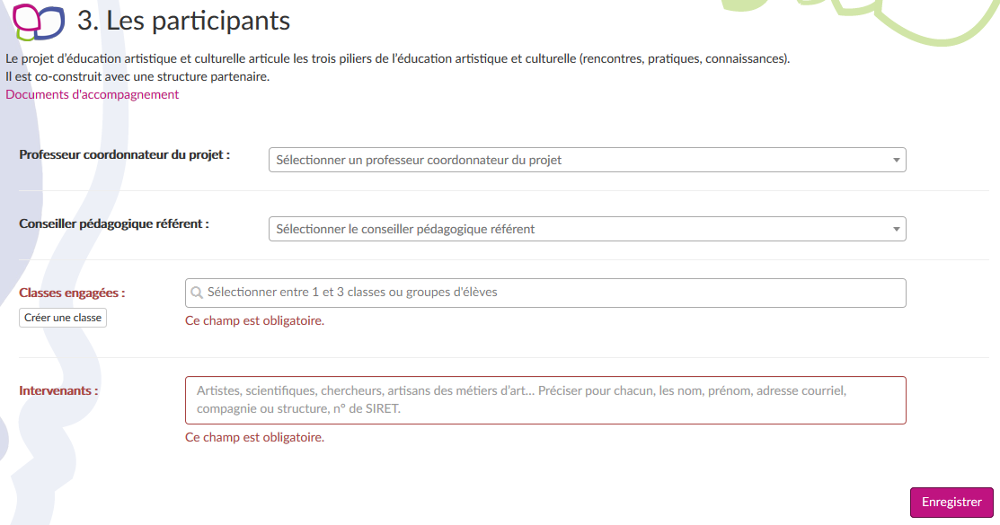 3. Les participants
Le projet d'éducation artistique et culturelle articule les trois piliers de l'éducation artistique et culturelle (rencontres, pratiques, connaissances).
Il est co-construit avec une structure partenaire.
Documents d'accompagnement
Professeur coordonnateur du projet :
Sélectionner un professeur coordonnateur du projet
Conseiller pédagogique référent :
Sélectionner le conseiller pédagogique référent
Classes engagées :
Sélectionner entre 1 et 3 classes ou groupes d'élèves
Créer une classe
Ce champ est obligatoire.
Intervenants :
Artistes, scientifiques, chercheurs, artisans des métiers d'art... Préciser pour chacun, les nom, prénom, adresse courriel,
compagnie ou structure, n° de SIRET.
Ce champ est obligatoire.
Enregistrer